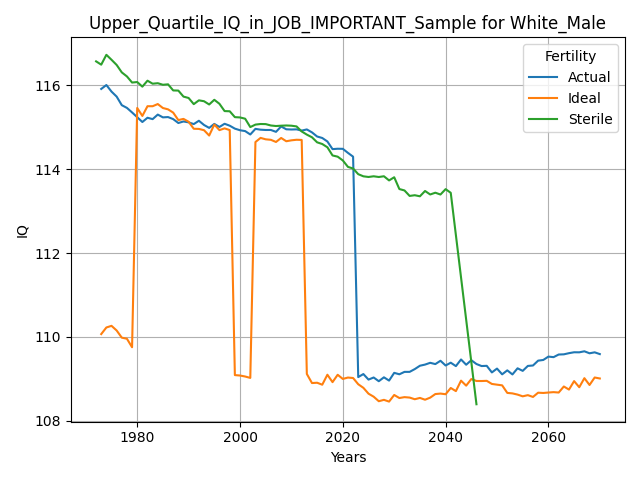 Upper_Quartile_IQ_in_JOB_IMPORTANT_Sample for White_Male
Fertility
Actual
Ideal
Sterile
IQ
116
114
112
110
108
1980
2000
2020
2040
2060
Years